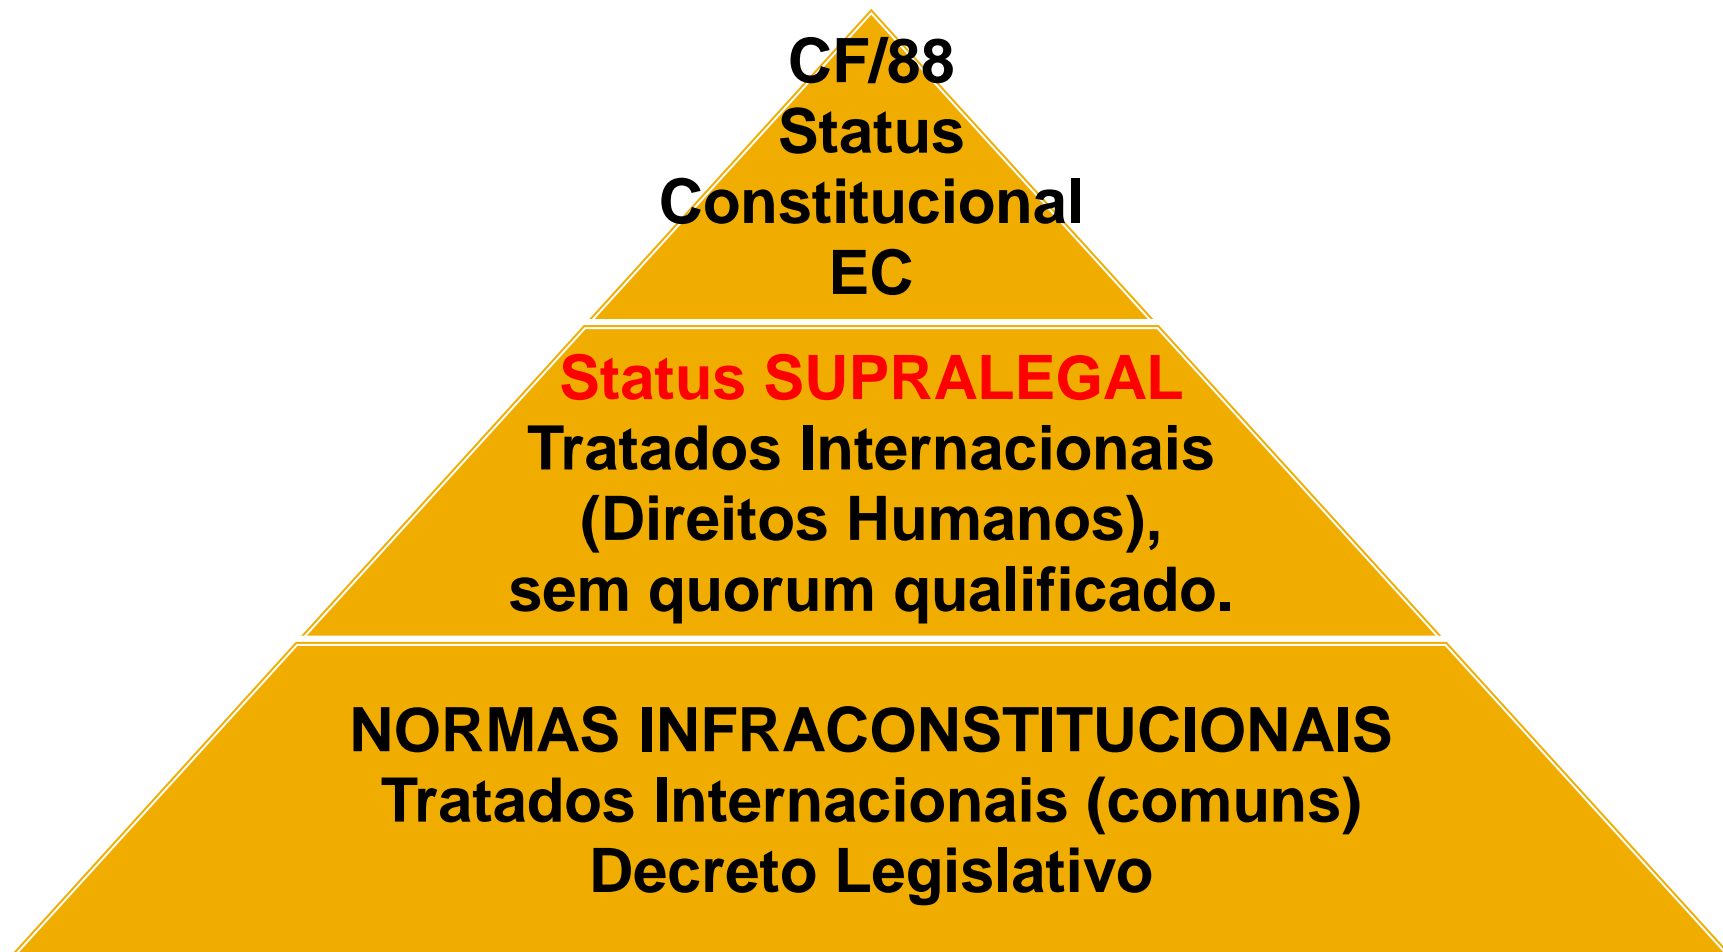 CF/88
Status
Constitucional
EC
Status SUPRALEGAL
Tratados Internacionais
(Direitos Humanos),
sem quorum qualificado.
NORMAS INFRACONSTITUCIONAIS
Tratados Internacionais (comuns)
Decreto Legislativo